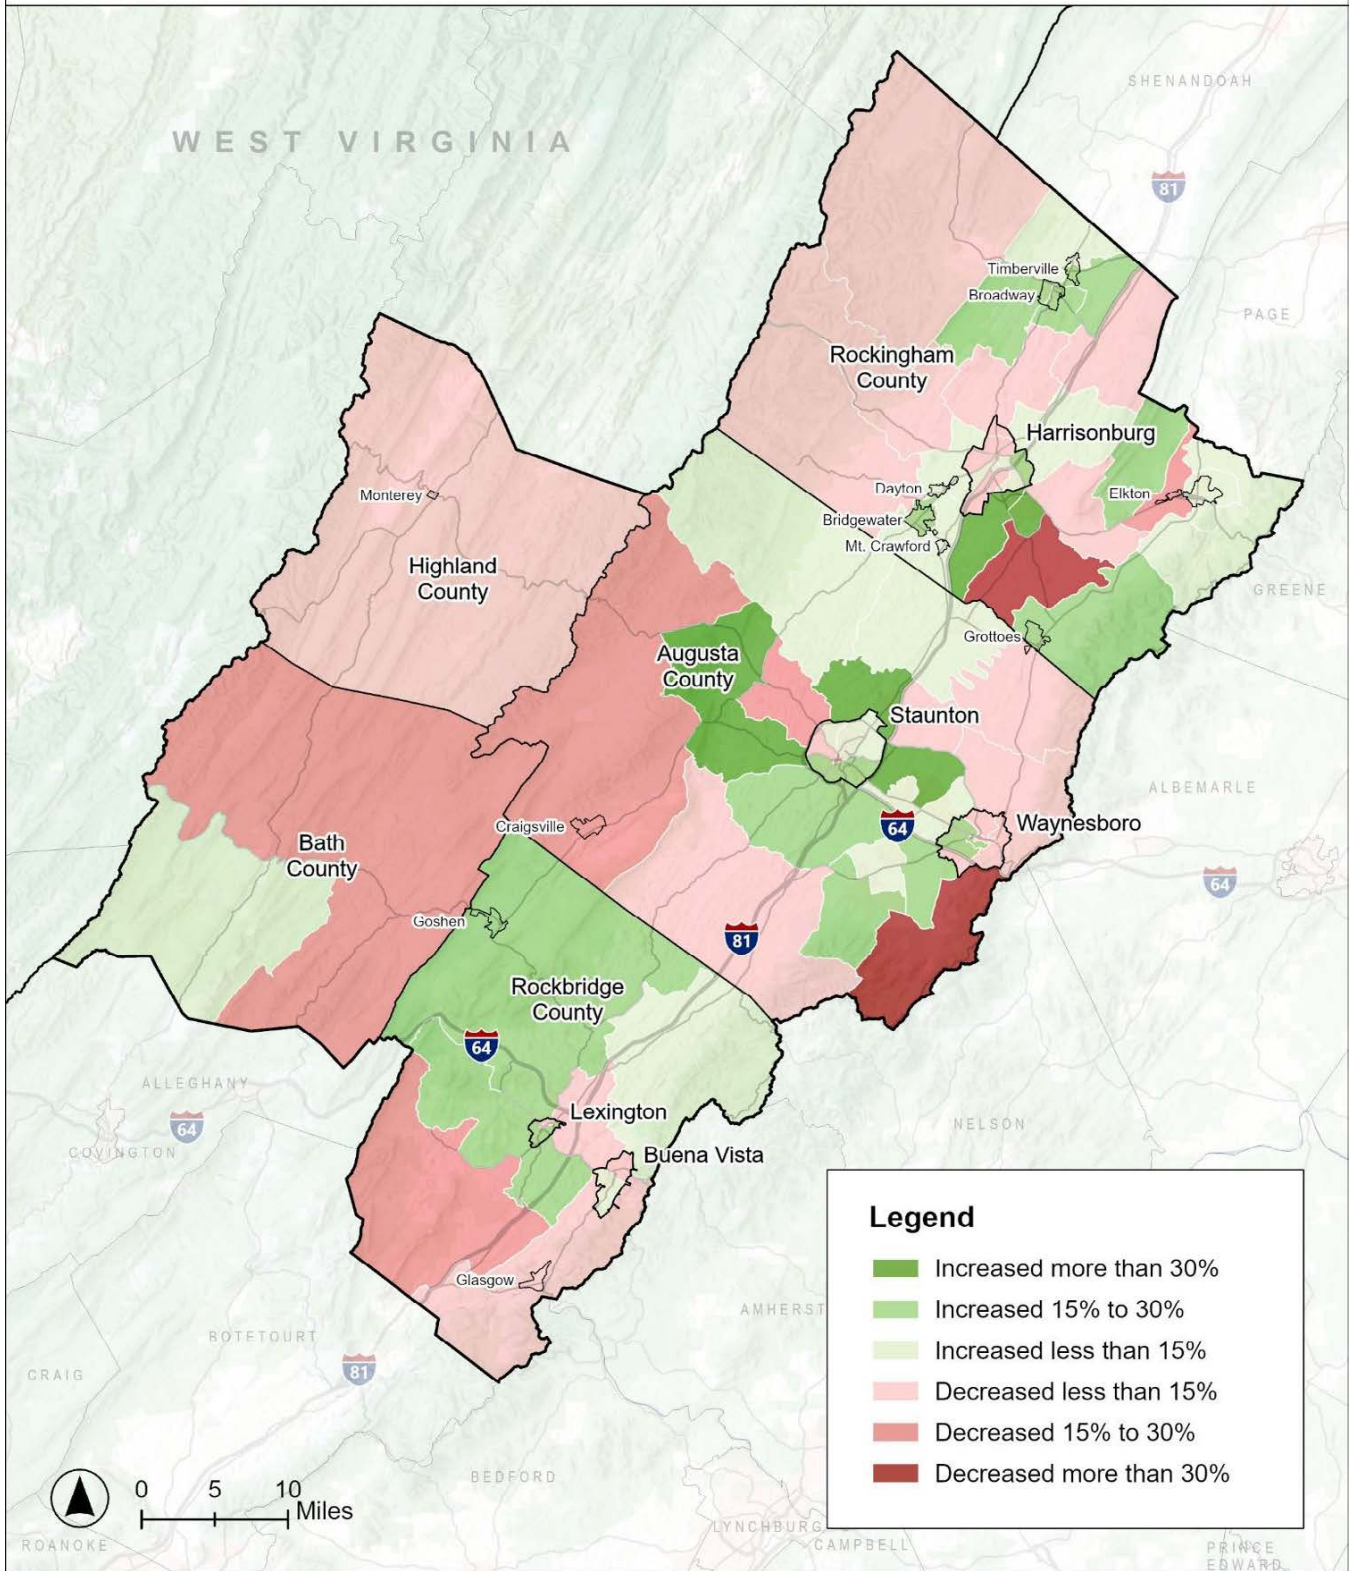 SHENANDOAH
WEST VIRGINIA
81
Timberville
Broadway
PAGE
Rockingham
County
Harrisonburg
Monterey
Dayton
Elkton
Bridgewater
Mt. Crawford
Highland
County
GREENE
Grottoes
Augusta
County
Staunton
ALBEMARLE
Craigsville
64
Waynesboro
Bath
County
64
Goshen
81
Rockbridge
County
64
ALLEGHANY
Lexington
64
NELSON
COVINGTON
Buena Vista
Legend
Glasgow
Increased more than 30%
AMHERST
Increased 15% to 30%
BOTETOURT
Increased less than 15%
81
CRAIG
Decreased less than 15%
Decreased 15% to 30%
BEDFORD
Decreased more than 30%
0 5 10
Miles
LYNCHBURG
ROANOKE
CAMPBELL
PRINCE
EDWARD